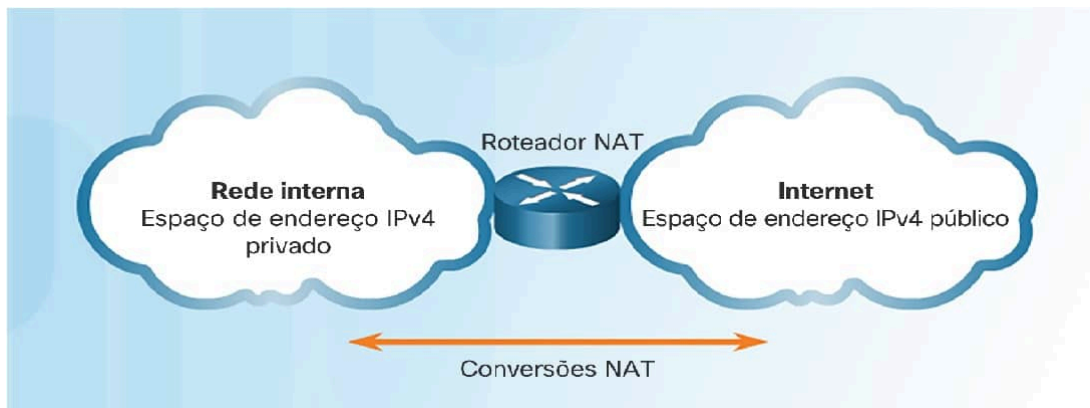 Roteador NAT
Rede interna
Espaço de endereço IPv4
privado
Internet
Espaço de endereço IPv4 público
Conversões NAT